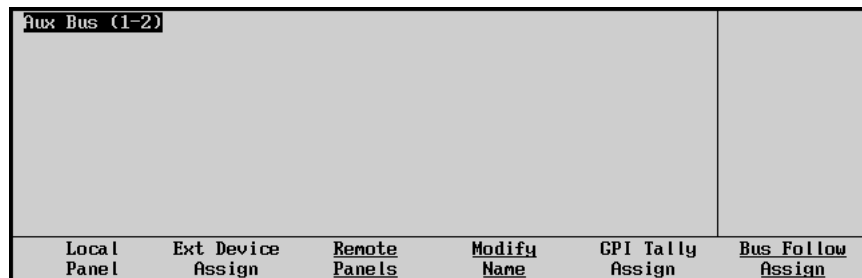 Aux Bus (1-2)
Local Ext Device Remote Modify GPI Tally Bus Follow
Panel Assign Panels Name Assign Assign